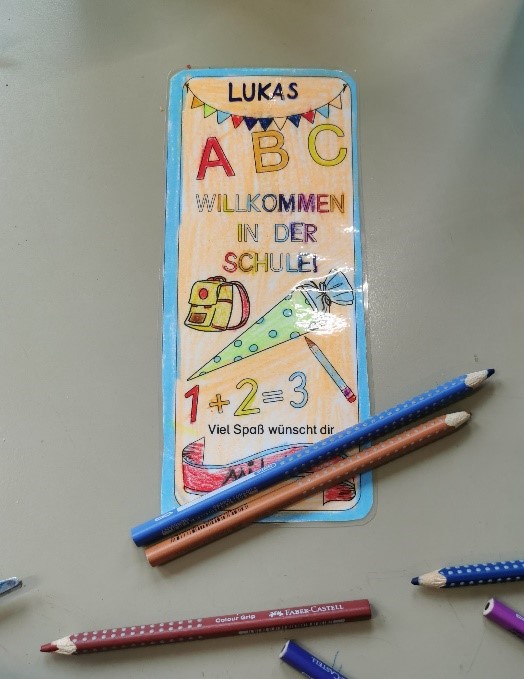 LUKAS
ABC
WILLKOMMEN
IN DER
SCHULE!
1+2=3
Viel Spaß wünscht dir
Colour Grip FABER-CASTELL